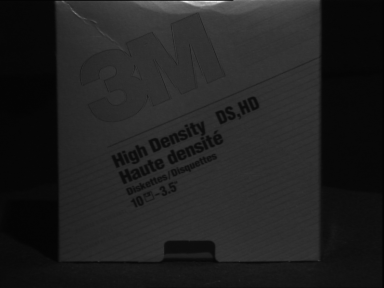 3M
High Density DS,HD
Haute densité
Diskettes/Disquettes
10 -3.5"